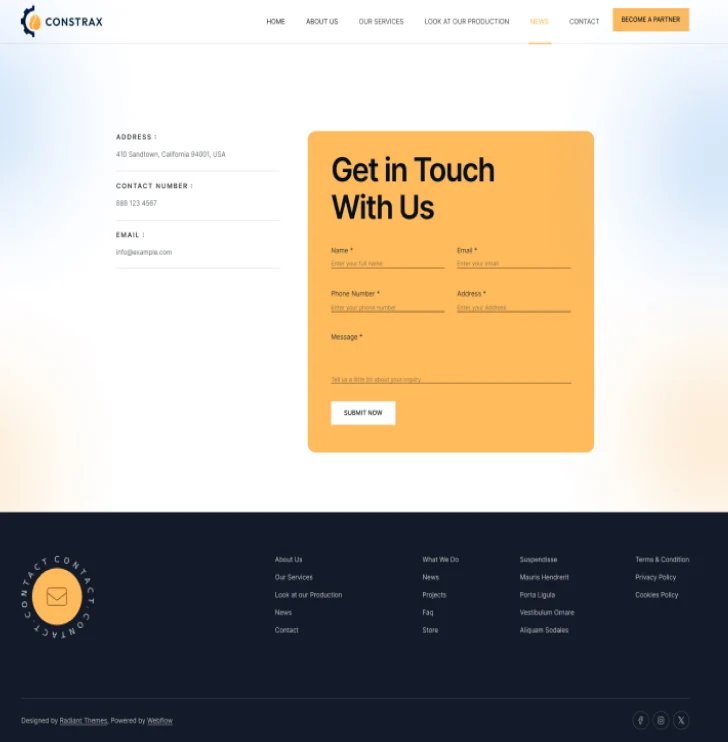 CONSTRAX
HOME ABOUT US OUR SERVICES LOOK AT OUR PRODUCTION NEWS CONTACT BECOME A PARTNER
ADDRESS :
410 Sandtown, California 94001, USA
CONTACT NUMBER :
888 123 4567
EMAIL :
info@example.com
Get in Touch
With Us
Name * Email *
Enter your full name Enter your email
Phone Number * Address *
Enter your phone number Enter your Address
Message *
Tell us a little bit about your inquiry
SUBMIT NOW
CONTACT.CONTACT.CONTACT
About Us What We Do Suspendisse Terms & Condition
Our Services News Mauris Hendrerit Privacy Policy
Look at our Production Projects Porta Ligula Cookies Policy
News Faq Vestibulum Ornare
Contact Store Aliquam Sodales
Designed by Radiant Themes, Powered by Webflow